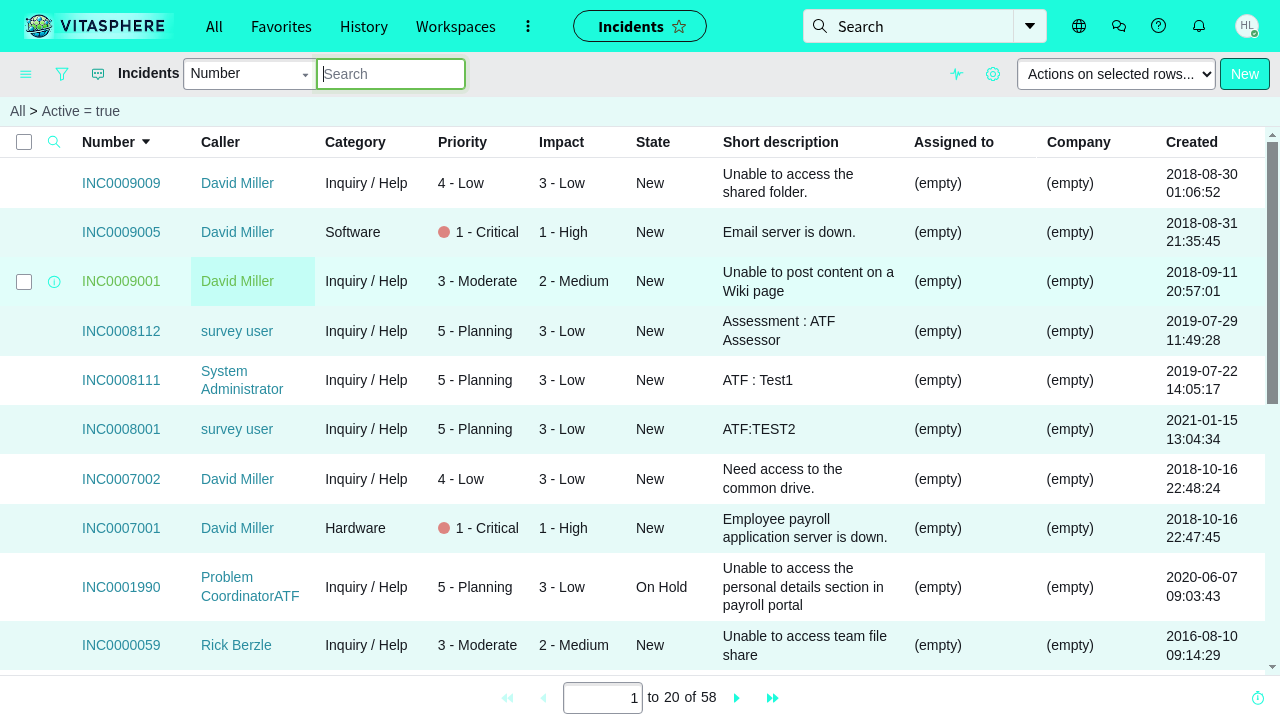 VITASPHERE All Favorites History Workspaces Incidents Search HL
Incidents Number Search Actions on selected rows... New
All > Active = true
Number Caller Category Priority Impact State Short description Assigned to Company Created
INC0009009 David Miller Inquiry / Help 4 - Low 3 - Low New Unable to access the shared folder. (empty) (empty) 2018-08-30 01:06:52
INC0009005 David Miller Software 1 - Critical 1 - High New Email server is down. (empty) (empty) 2018-08-31 21:35:45
INC0009001 David Miller Inquiry / Help 3 - Moderate 2 - Medium New Unable to post content on a Wiki page (empty) (empty) 2018-09-11 20:57:01
INC0008112 survey user Inquiry / Help 5 - Planning 3 - Low New Assessment : ATF Assessor (empty) (empty) 2019-07-29 11:49:28
INC0008111 System Administrator Inquiry / Help 5 - Planning 3 - Low New ATF : Test1 (empty) (empty) 2019-07-22 14:05:17
INC0008001 survey user Inquiry / Help 5 - Planning 3 - Low New ATF:TEST2 (empty) (empty) 2021-01-15 13:04:34
INC0007002 David Miller Inquiry / Help 4 - Low 3 - Low New Need access to the common drive. (empty) (empty) 2018-10-16 22:48:24
INC0007001 David Miller Hardware 1 - Critical 1 - High New Employee payroll application server is down. (empty) (empty) 2018-10-16 22:47:45
INC0001990 Problem CoordinatorATF Inquiry / Help 5 - Planning 3 - Low On Hold Unable to access the personal details section in payroll portal (empty) (empty) 2020-06-07 09:03:43
INC0000059 Rick Berzle Inquiry / Help 3 - Moderate 2 - Medium New Unable to access team file share (empty) (empty) 2016-08-10 09:14:29
1 to 20 of 58